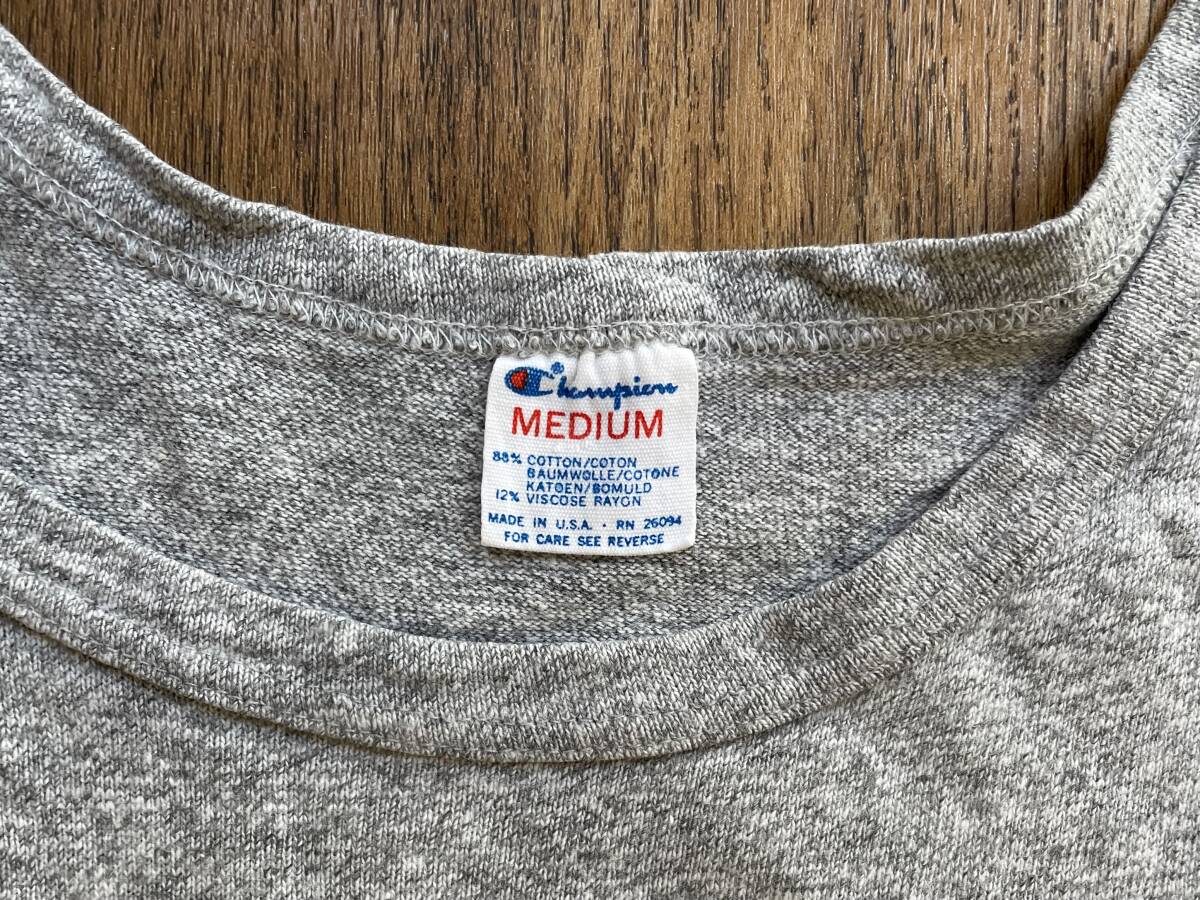 Champion®
MEDIUM
88% COTTON/COTON
BAUMWOLLE/COTONE
KATOEN/BOMULD
12% VISCOSE RAYON
MADE IN U.S.A. · RN 26094
FOR CARE SEE REVERSE